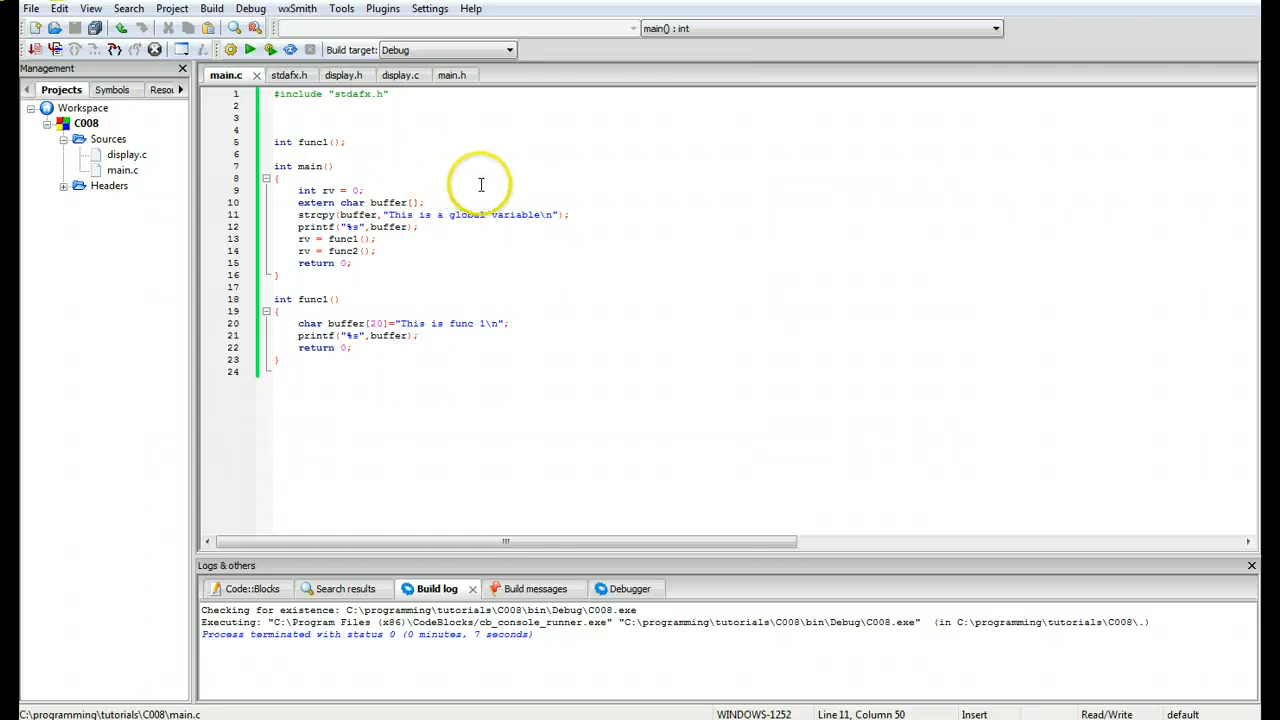 File Edit View Search Project Build Debug wxSmith Tools Plugins Settings Help
main() : int
Build target: Debug
Management
main.c stdafx.h display.h display.c main.h
Projects Symbols Resou
Workspace
C008
Sources
display.c
main.c
Headers
1 #include "stdafx.h"
2
3
4
5 int func1();
6
7 int main()
8 {
9 int rv = 0;
10 extern char buffer[];
11 strcpy(buffer,"This is a global variable\n");
12 printf("%s",buffer);
13 rv = func1();
14 rv = func2();
15 return 0;
16 }
17
18 int func1()
19 {
20 char buffer[20]="This is func 1\n";
21 printf("%s",buffer);
22 return 0;
23 }
24
Logs & others
Code::Blocks Search results Build log Build messages Debugger
Checking for existence: C:\programming\tutorials\C008\bin\Debug\C008.exe
Executing: "C:\Program Files (x86)\CodeBlocks/cb_console_runner.exe" "C:\programming\tutorials\C008\bin\Debug\C008.exe" (in C:\programming\tutorials\C008\.)
Process terminated with status 0 (0 minutes, 7 seconds)
C:\programming\tutorials\C008\main.c WINDOWS-1252 Line 11, Column 50 Insert Read/Write default